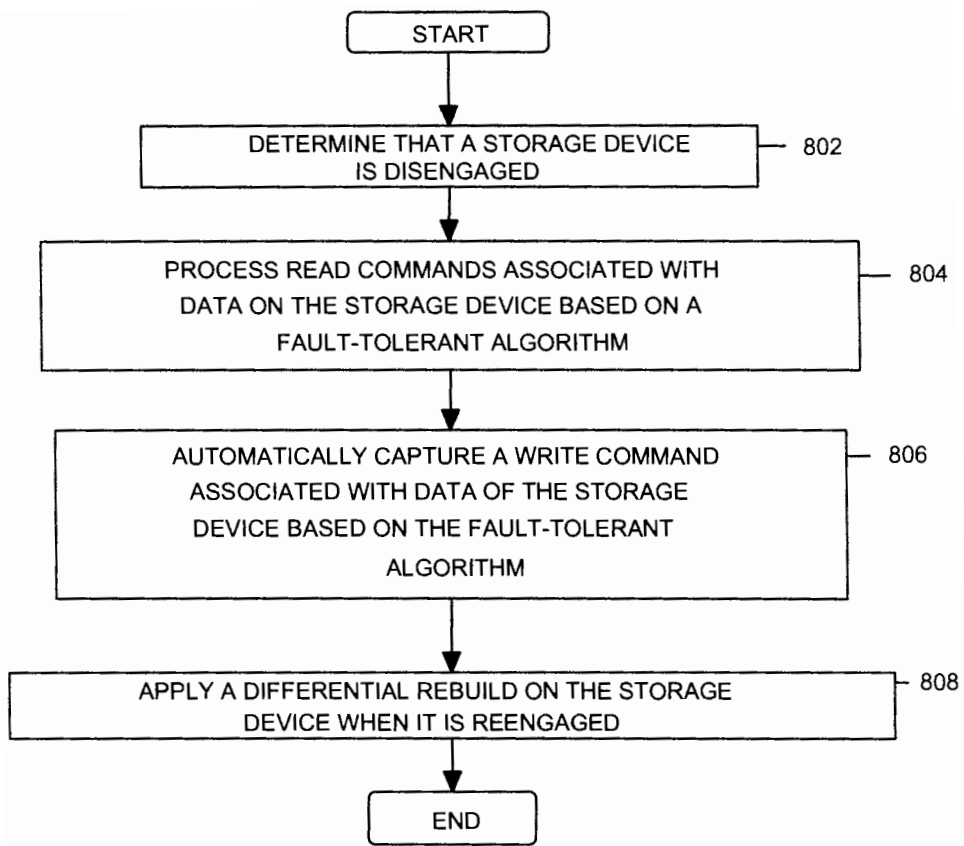 START
DETERMINE THAT A STORAGE DEVICE
IS DISENGAGED
802
PROCESS READ COMMANDS ASSOCIATED WITH
DATA ON THE STORAGE DEVICE BASED ON A
FAULT-TOLERANT ALGORITHM
804
AUTOMATICALLY CAPTURE A WRITE COMMAND
ASSOCIATED WITH DATA OF THE STORAGE
DEVICE BASED ON THE FAULT-TOLERANT
ALGORITHM
806
APPLY A DIFFERENTIAL REBUILD ON THE STORAGE
DEVICE WHEN IT IS REENGAGED
808
END